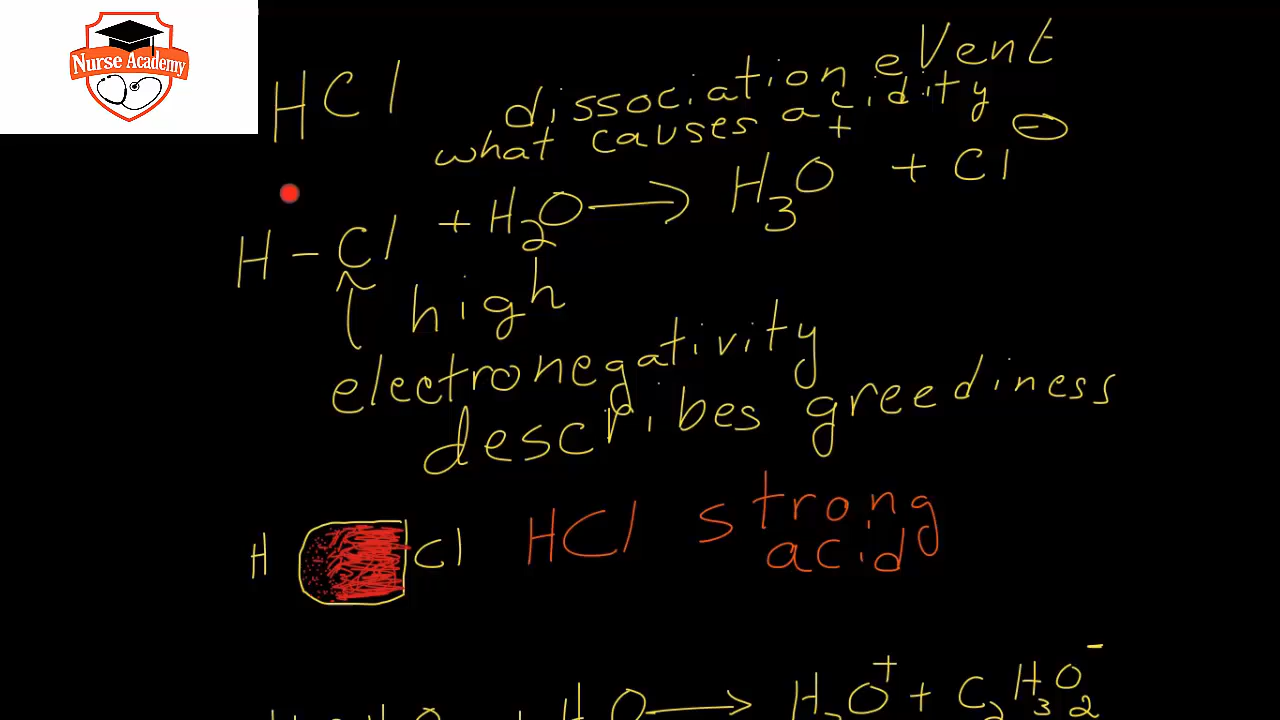 Nurse Academy
HCl
dissociation event
what causes acidity
H - Cl + H2O → H3O+ + Cl⊖
high
electronegativity
describes greediness
H Cl HCl strong
acid
H2O+ + C2H3O2-